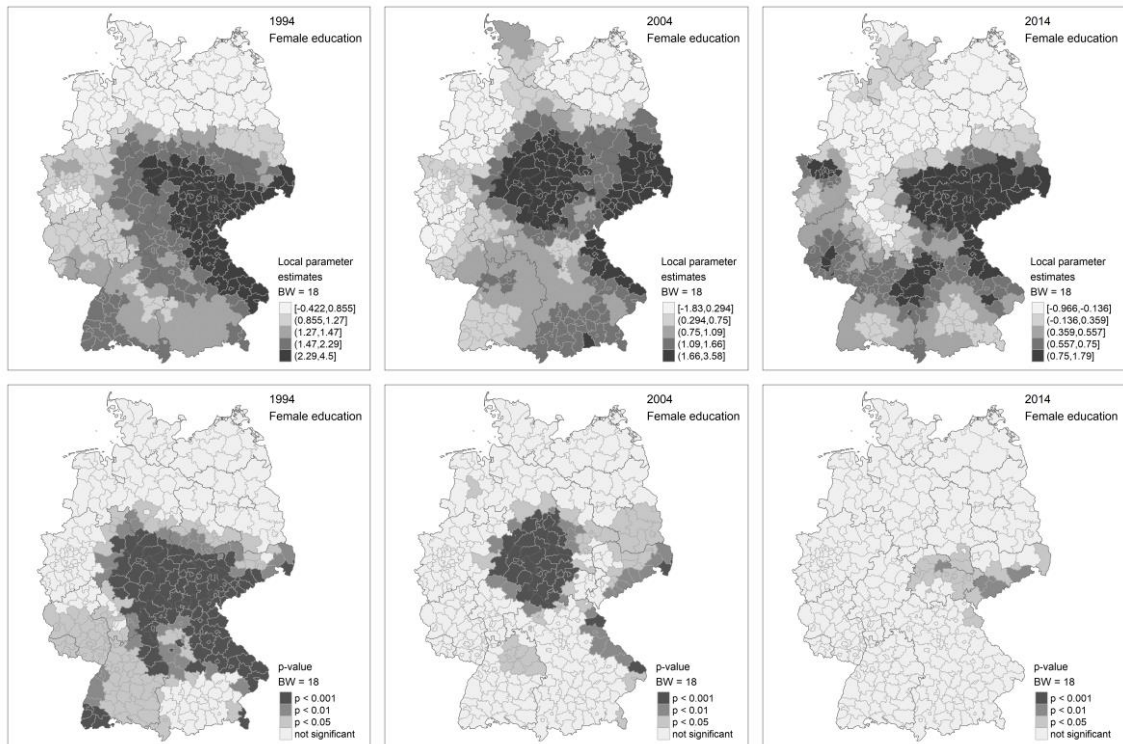 1994
Female education
Local parameter
estimates
BW = 18
[-0.422,0.855]
(0.855,1.27]
(1.27,1.47]
(1.47,2.29]
(2.29,4.5]
2004
Female education
Local parameter
estimates
BW = 18
[-1.83,0.294]
(0.294,0.75]
(0.75,1.09]
(1.09,1.66]
(1.66,3.58]
2014
Female education
Local parameter
estimates
BW = 18
[-0.966,-0.136]
(-0.136,0.359]
(0.359,0.557]
(0.557,0.75]
(0.75,1.79]
1994
Female education
p-value
BW = 18
p < 0.001
p < 0.01
p < 0.05
not significant
2004
Female education
p-value
BW = 18
p < 0.001
p < 0.01
p < 0.05
not significant
2014
Female education
p-value
BW = 18
p < 0.001
p < 0.01
p < 0.05
not significant